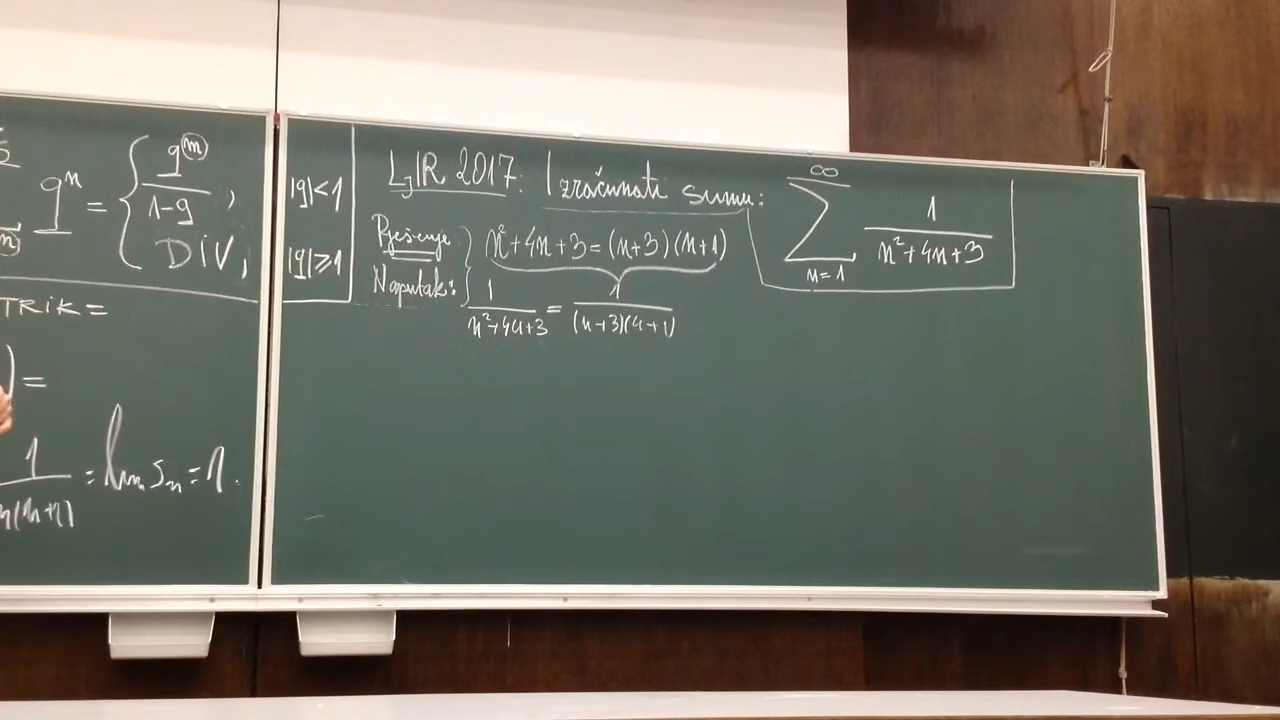 q^n = { q^(m) / 1-q , |q|<1
DIV, |q|≥1
TRIK =
) =
1 / n(n+1) = lim Sn = 1.
LjIR 2017: Izračunati sumu: ∞ ∑ n=1 1 / n²+4n+3
Rješenje: n²+4n+3 = (n+3)(n+1)
Naputak: 1 / n²+4n+3 = 1 / (n+3)(n+1)